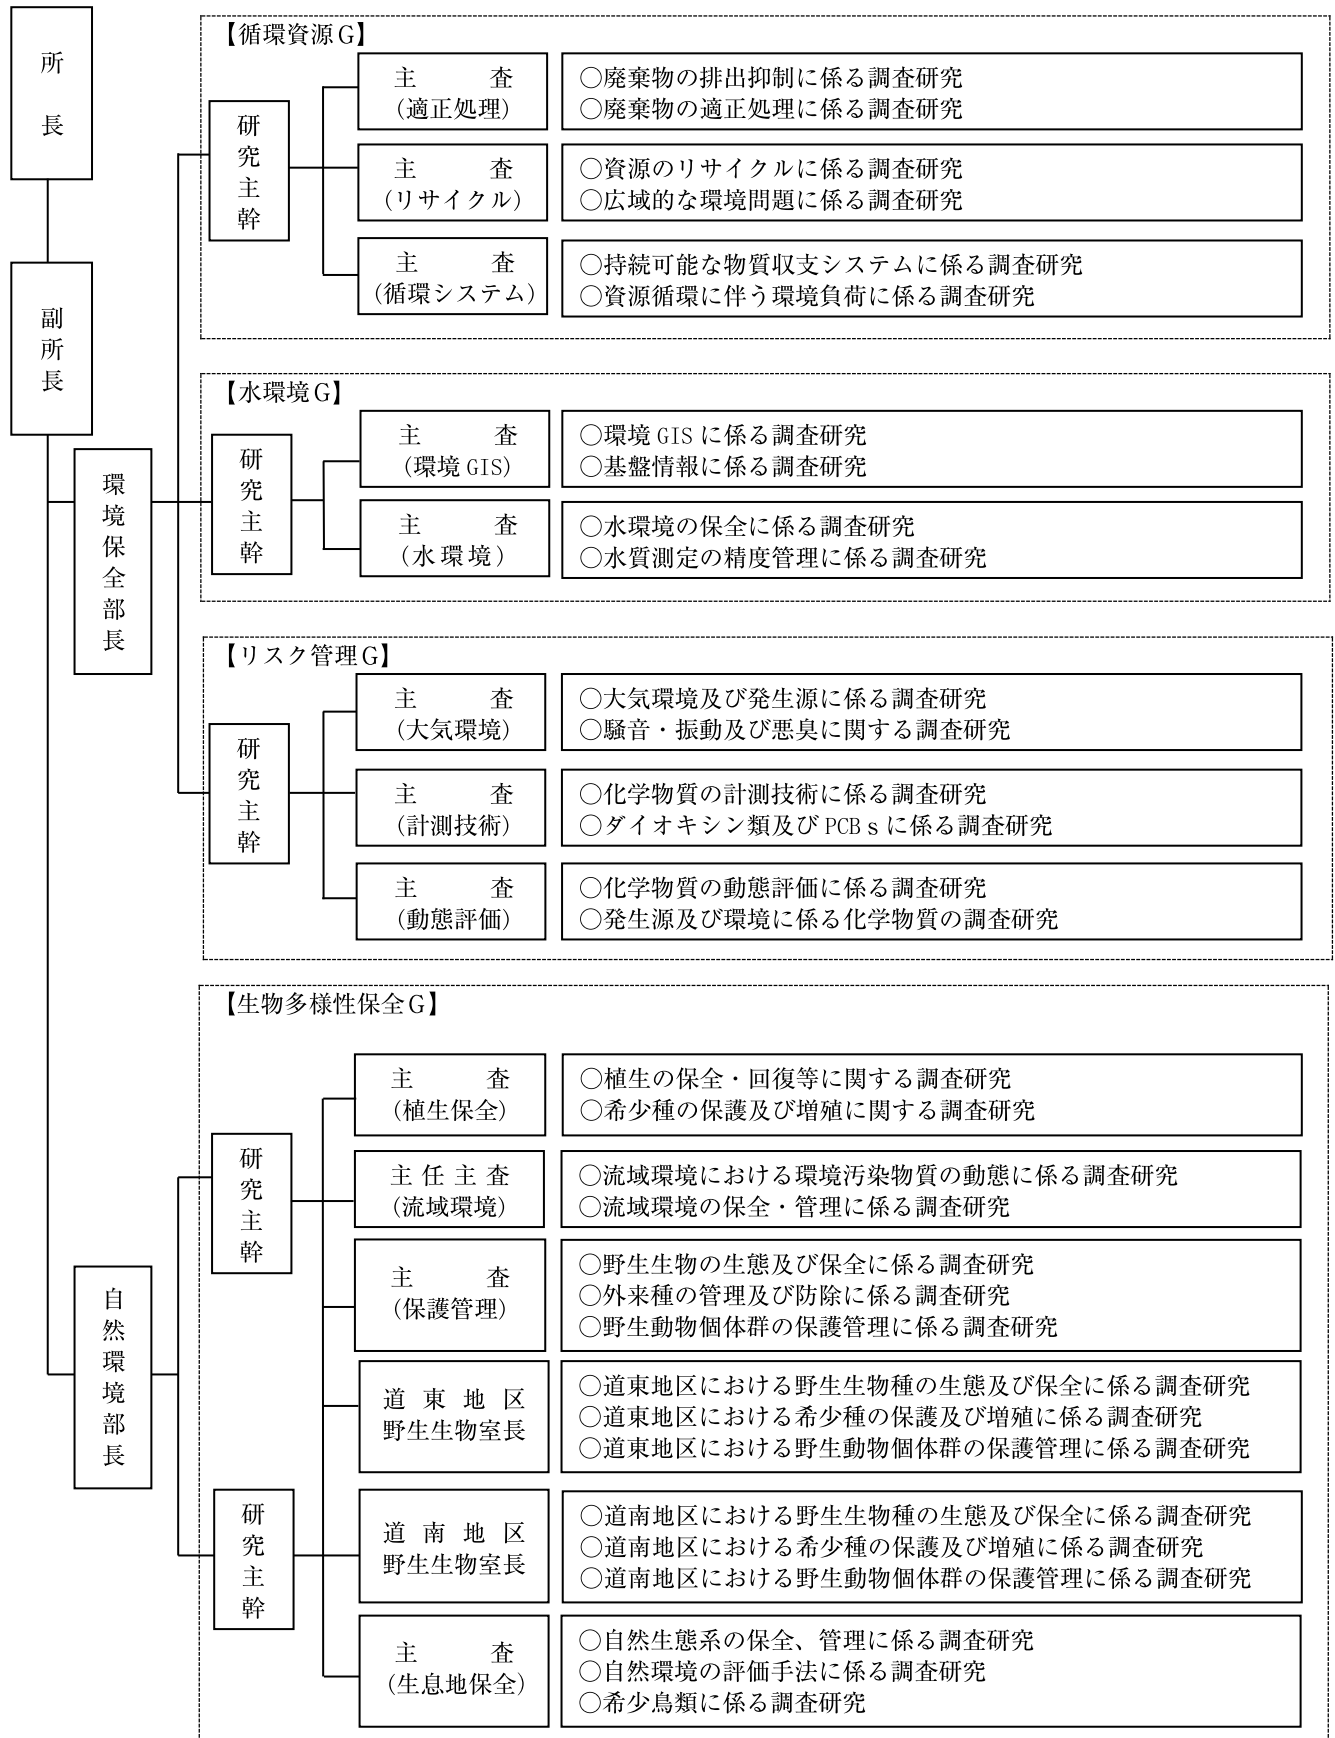 所長
副所長
環境保全部長
【循環資源G】
研究主幹
主 査
(適正処理)
○廃棄物の排出抑制に係る調査研究
○廃棄物の適正処理に係る調査研究
主 査
(リサイクル)
○資源のリサイクルに係る調査研究
○広域的な環境問題に係る調査研究
主 査
(循環システム)
○持続可能な物質収支システムに係る調査研究
○資源循環に伴う環境負荷に係る調査研究
【水環境G】
研究主幹
主 査
(環境 GIS)
○環境 GIS に係る調査研究
○基盤情報に係る調査研究
主 査
(水環境)
○水環境の保全に係る調査研究
○水質測定の精度管理に係る調査研究
【リスク管理G】
研究主幹
主 査
(大気環境)
○大気環境及び発生源に係る調査研究
○騒音・振動及び悪臭に関する調査研究
主 査
(計測技術)
○化学物質の計測技術に係る調査研究
○ダイオキシン類及び PCBs に係る調査研究
主 査
(動態評価)
○化学物質の動態評価に係る調査研究
○発生源及び環境に係る化学物質の調査研究
自然環境部長
【生物多様性保全G】
研究主幹
主 査
(植生保全)
○植生の保全・回復等に関する調査研究
○希少種の保護及び増殖に関する調査研究
主任主査
(流域環境)
○流域環境における環境汚染物質の動態に係る調査研究
○流域環境の保全・管理に係る調査研究
主 査
(保護管理)
○野生生物の生態及び保全に係る調査研究
○外来種の管理及び防除に係る調査研究
○野生動物個体群の保護管理に係る調査研究
道東地区
野生生物室長
○道東地区における野生生物種の生態及び保全に係る調査研究
○道東地区における希少種の保護及び増殖に係る調査研究
○道東地区における野生動物個体群の保護管理に係る調査研究
研究主幹
道南地区
野生生物室長
○道南地区における野生生物種の生態及び保全に係る調査研究
○道南地区における希少種の保護及び増殖に係る調査研究
○道南地区における野生動物個体群の保護管理に係る調査研究
主 査
(生息地保全)
○自然生態系の保全、管理に係る調査研究
○自然環境の評価手法に係る調査研究
○希少鳥類に係る調査研究